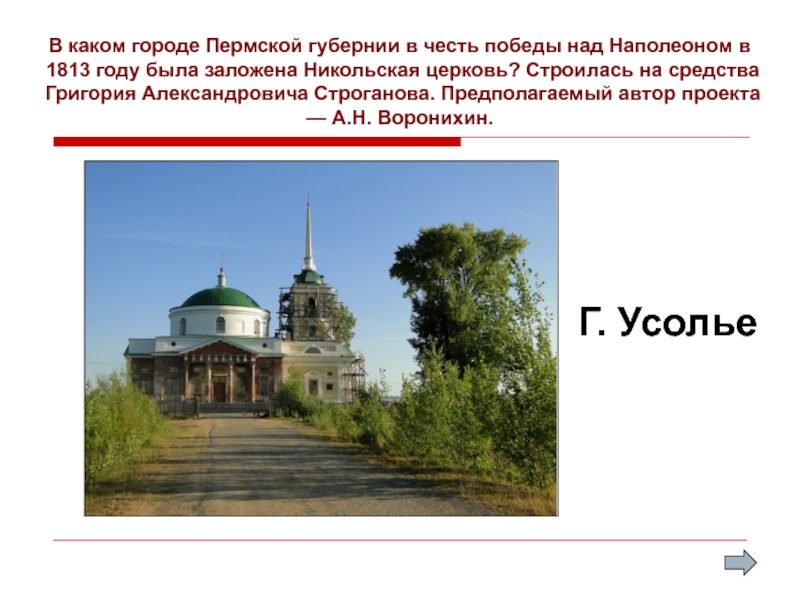 В каком городе Пермской губернии в честь победы над Наполеоном в
1813 году была заложена Никольская церковь? Строилась на средства
Григория Александровича Строганова. Предполагаемый автор проекта
— А.Н. Воронихин.
Г. Усолье